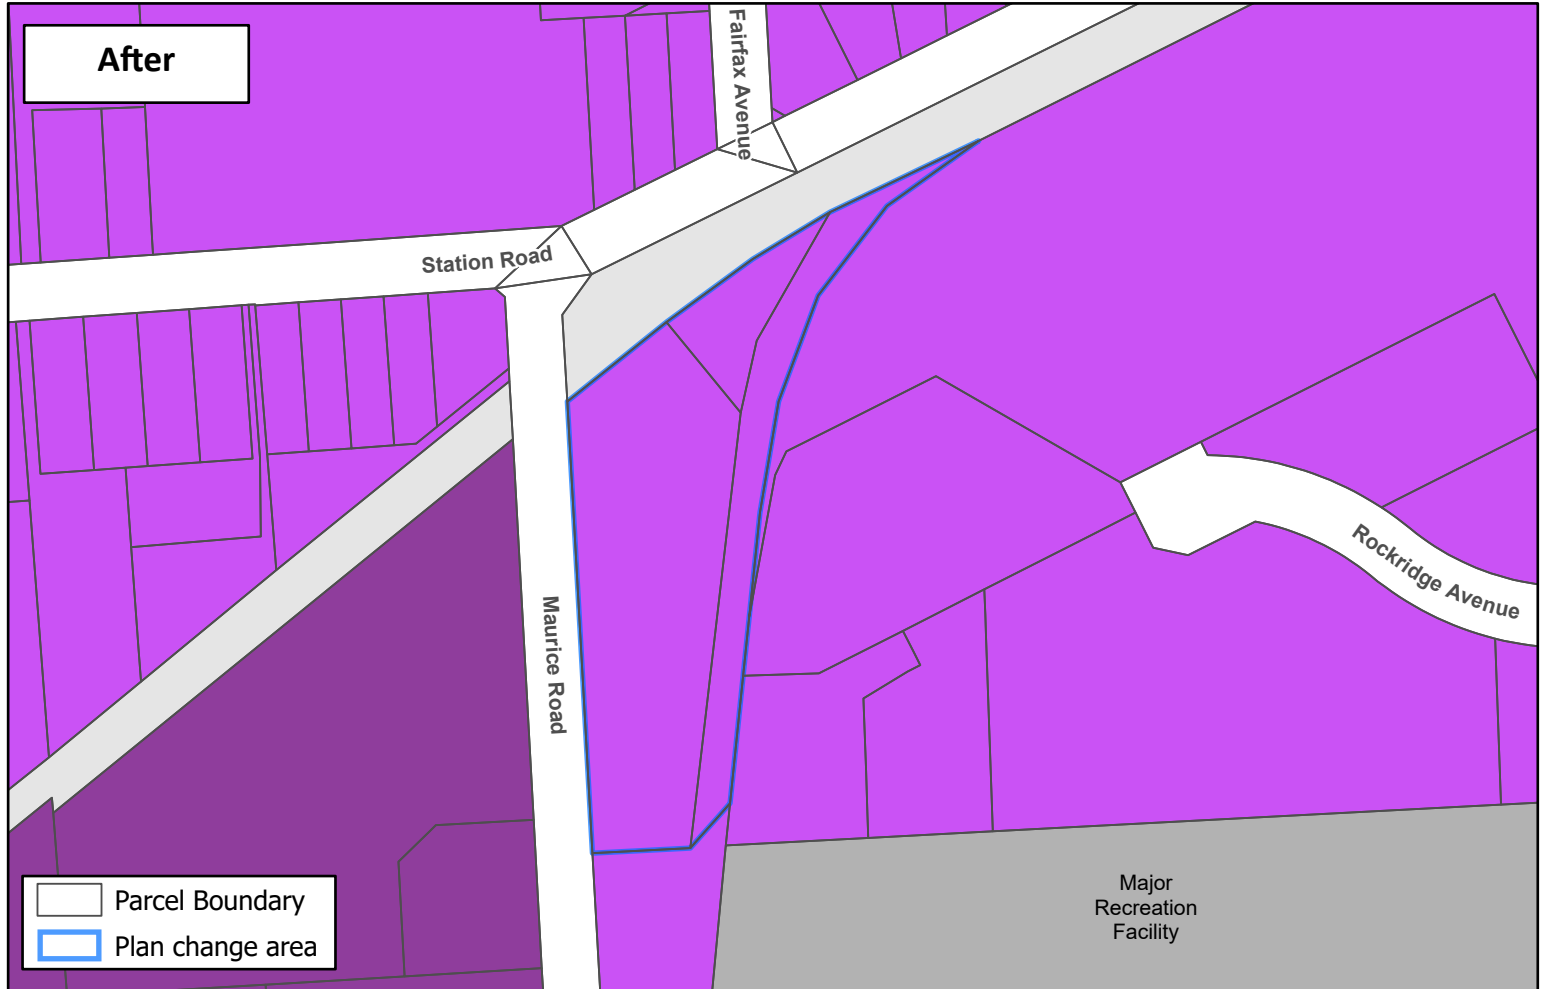 After
Fairfax Avenue
Station Road
Rockridge Avenue
Maurice Road
Major
Recreation
Facility
Parcel Boundary
Plan change area